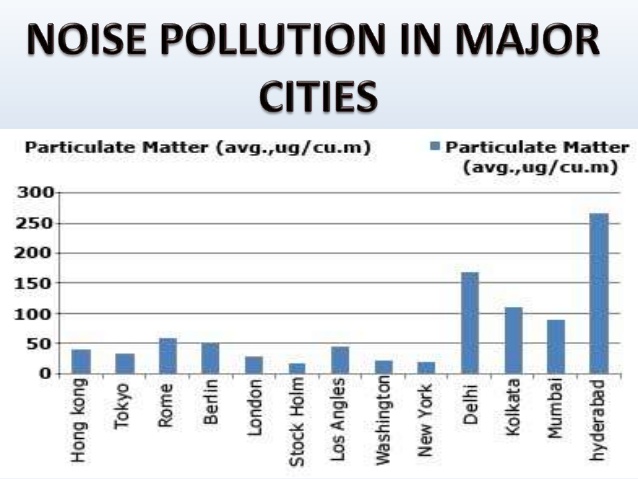 NOISE POLLUTION IN MAJOR
CITIES
Particulate Matter (avg.,ug/cu.m)
Particulate Matter
(avg.,ug/cu.m)
300
250
200
150
100
50
0
Hong kong
Tokyo
Rome
Berlin
London
Stock Holm
Los Angles
Washington
New York
Delhi
Kolkata
Mumbai
hyderabad